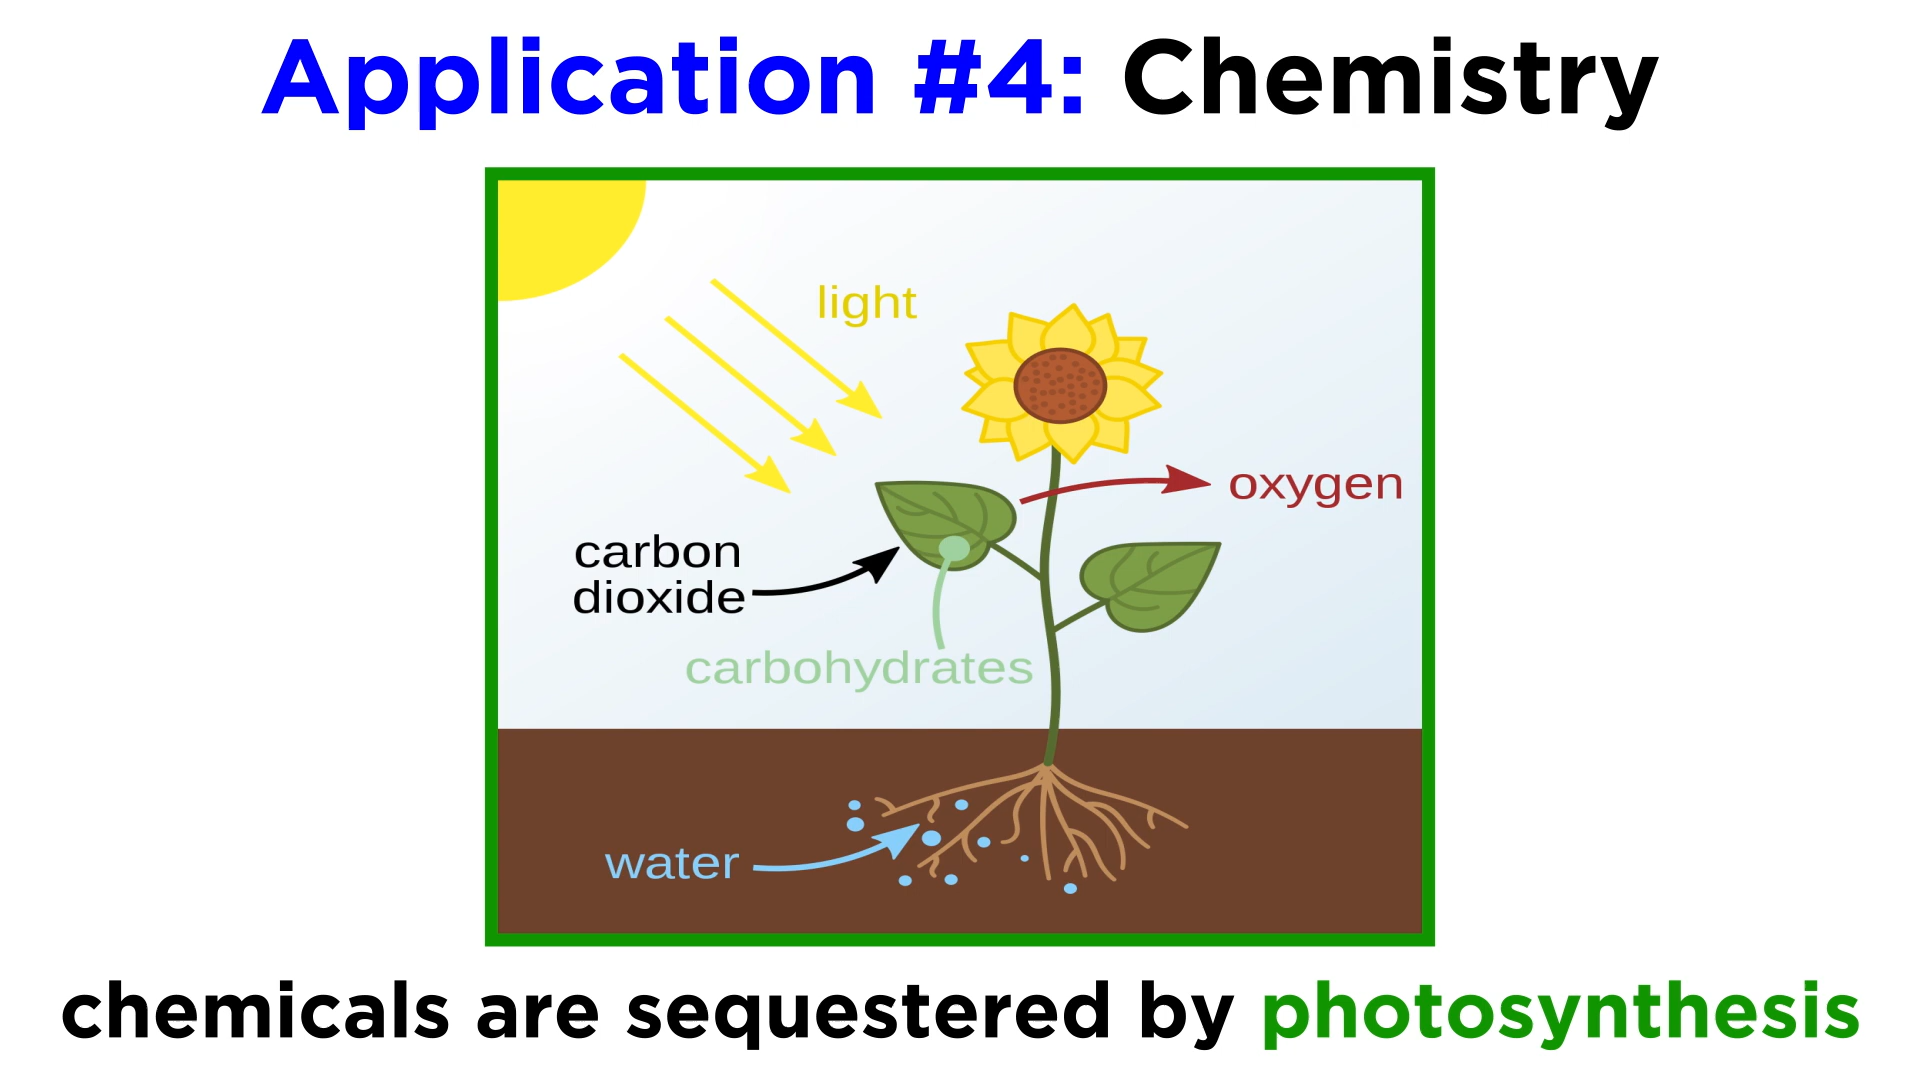 Application #4: Chemistry
light
oxygen
carbon
dioxide
carbohydrates
water
chemicals are sequestered by photosynthesis